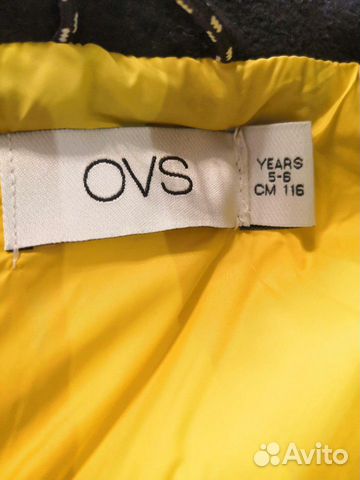 OVS
YEARS
5-6
CM 116
Avito